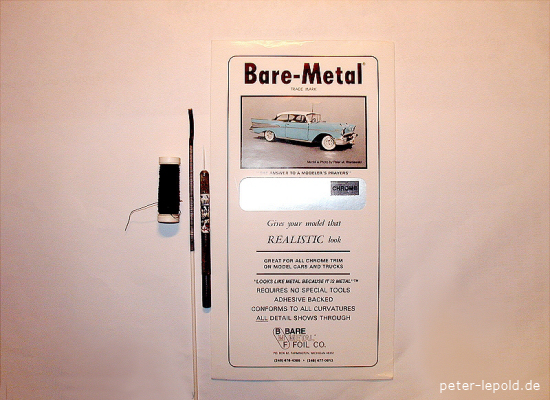 Bare-Metal®
TRADE MARK
ANSWER TO A MODELER'S PRAYERS
CHROME
Gives your model that
REALISTIC look
GREAT FOR ALL CHROME TRIM
ON MODEL CARS AND TRUCKS
"LOOKS LIKE METAL BECAUSE IT IS METAL"™
REQUIRES NO SPECIAL TOOLS
ADHESIVE BACKED
CONFORMS TO ALL CURVATURES
ALL DETAIL SHOWS THROUGH
BARE
METAL
FOIL CO.
peter-lepold.de